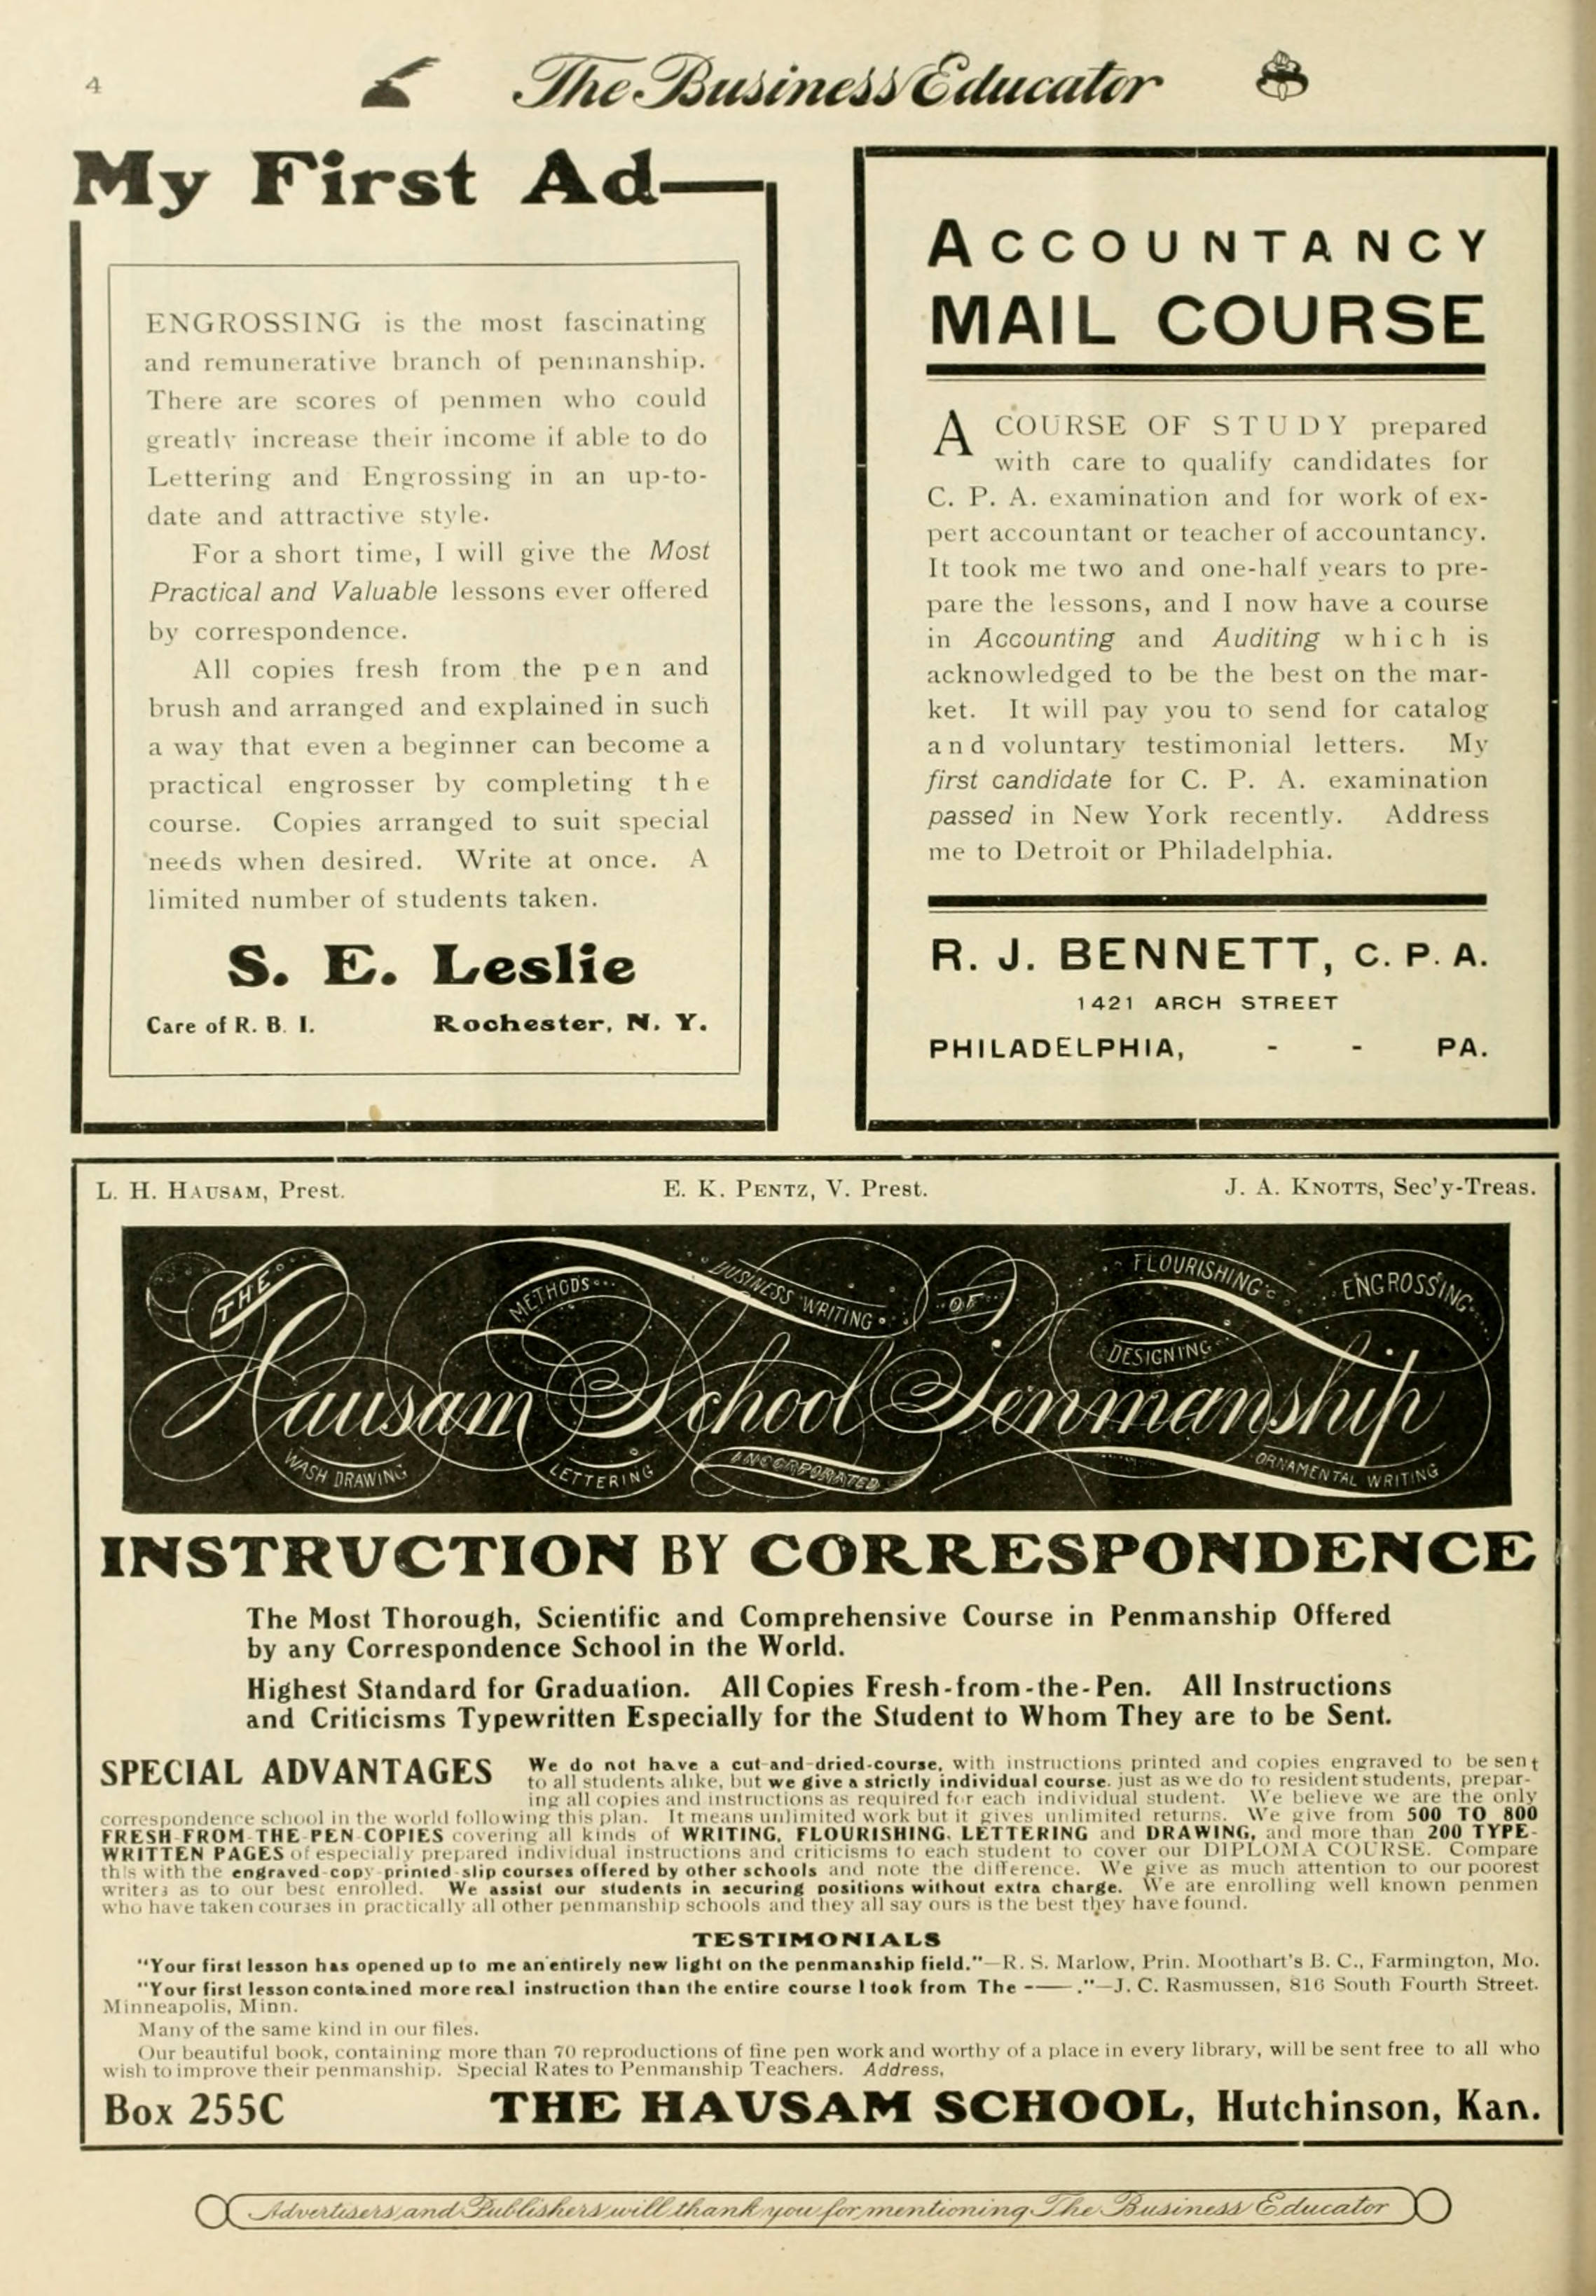 4
The Business Educator
My First Ad—
ENGROSSING is the most fascinating
and remunerative branch of penmanship.
There are scores of penmen who could
greatly increase their income if able to do
Lettering and Engrossing in an up-to-
date and attractive style.
For a short time, I will give the Most
Practical and Valuable lessons ever offered
by correspondence.
All copies fresh from the pen and
brush and arranged and explained in such
a way that even a beginner can become a
practical engrosser by completing the
course. Copies arranged to suit special
needs when desired. Write at once. A
limited number of students taken.
S. E. Leslie
Care of R. B. I. Rochester, N. Y.
ACCOUNTANCY
MAIL COURSE
A COURSE OF STUDY prepared
with care to qualify candidates for
C. P. A. examination and for work of ex-
pert accountant or teacher of accountancy.
It took me two and one-half years to pre-
pare the lessons, and I now have a course
in Accounting and Auditing which is
acknowledged to be the best on the mar-
ket. It will pay you to send for catalog
and voluntary testimonial letters. My
first candidate for C. P. A. examination
passed in New York recently. Address
me to Detroit or Philadelphia.
R. J. BENNETT, C. P. A.
1421 ARCH STREET
PHILADELPHIA, - - PA.
L. H. HAUSAM, Prest. E. K. PENTZ, V. Prest. J. A. KNOTTS, Sec'y-Treas.
THE
METHODS
BUSINESS WRITING
OF
FLOURISHING
ENGROSSING
DESIGNING
Hausam School Penmanship
WASH DRAWING
LETTERING
INCORPORATED
ORNAMENTAL WRITING
INSTRUCTION BY CORRESPONDENCE
The Most Thorough, Scientific and Comprehensive Course in Penmanship Offered
by any Correspondence School in the World.
Highest Standard for Graduation. All Copies Fresh-from-the-Pen. All Instructions
and Criticisms Typewritten Especially for the Student to Whom They are to be Sent.
SPECIAL ADVANTAGES We do not have a cut-and-dried-course, with instructions printed and copies engraved to be sent
to all students alike, but we give a strictly individual course, just as we do to resident students, prepar-
ing all copies and instructions as required for each individual student. We believe we are the only
correspondence school in the world following this plan. It means unlimited work but it gives unlimited returns. We give from 500 TO 800
FRESH-FROM-THE-PEN COPIES covering all kinds of WRITING, FLOURISHING, LETTERING and DRAWING, and more than 200 TYPE-
WRITTEN PAGES of especially prepared individual instructions and criticisms to each student to cover our DIPLOMA COURSE. Compare
this with the engraved-copy-printed-slip courses offered by other schools and note the difference. We give as much attention to our poorest
writers as to our best enrolled. We assist our students in securing positions without extra charge. We are enrolling well known penmen
who have taken courses in practically all other penmanship schools and they all say ours is the best they have found.
TESTIMONIALS
"Your first lesson has opened up to me an entirely new light on the penmanship field."—R. S. Marlow, Prin. Moothart's B. C., Farmington, Mo.
"Your first lesson contained more real instruction than the entire course I took from The -—— ."—J. C. Rasmussen, 816 South Fourth Street.
Minneapolis, Minn.
Many of the same kind in our files.
Our beautiful book, containing more than 70 reproductions of fine pen work and worthy of a place in every library, will be sent free to all who
wish to improve their penmanship. Special Rates to Penmanship Teachers. Address,
Box 255C THE HAUSAM SCHOOL, Hutchinson, Kan.
Advertisers and Publishers will thank you for mentioning The Business Educator